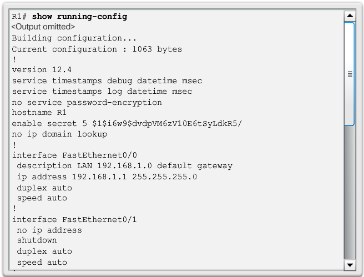 R1# show running-config
<Output omitted>
Building configuration...
Current configuration : 1063 bytes
!
version 12.4
service timestamps debug datetime msec
service timestamps log datetime msec
no service password-encryption
hostname R1
enable secret 5 $1$i6w9$dvdpVM6zV10E6tSyLdkR5/
no ip domain lookup
!
interface FastEthernet0/0
description LAN 192.168.1.0 default gateway
ip address 192.168.1.1 255.255.255.0
duplex auto
speed auto
!
interface FastEthernet0/1
no ip address
shutdown
duplex auto
speed auto